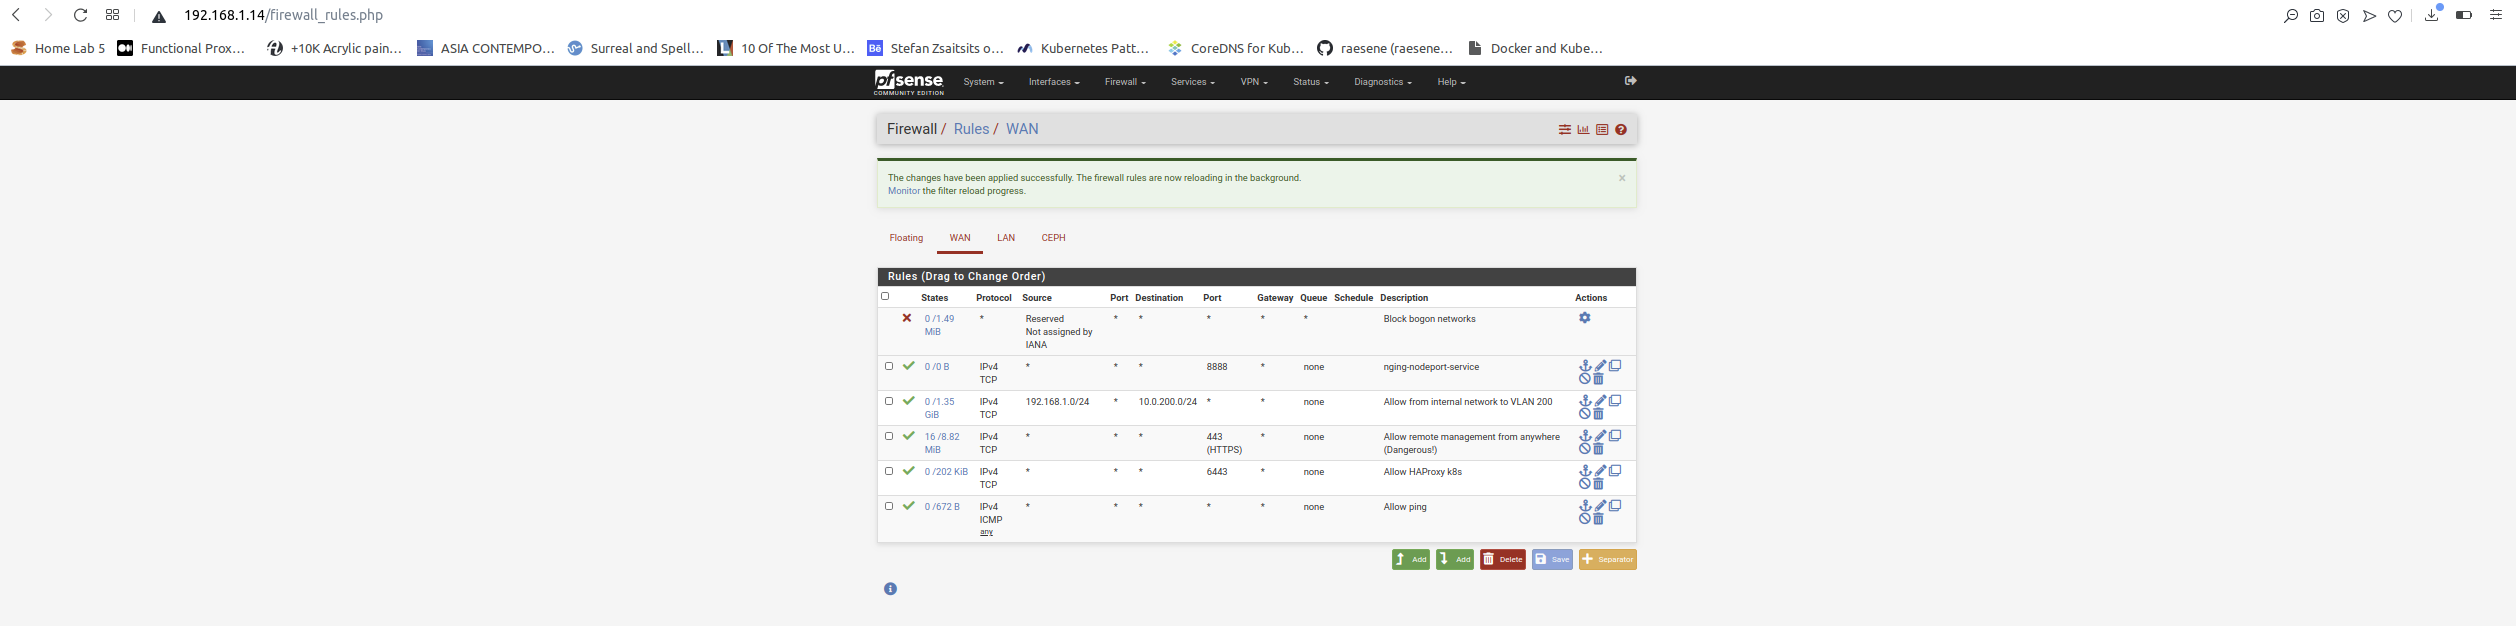 192.168.1.14/firewall_rules.php
Home Lab 5 Functional Prox... +10K Acrylic pain... ASIA CONTEMPO... Surreal and Spell... 10 Of The Most U... Bē Stefan Zsaitsits o... Kubernetes Patt... CoreDNS for Kub... raesene (raesene... Docker and Kube...
pfsense System Interfaces Firewall Services VPN Status Diagnostics Help
COMMUNITY EDITION
Firewall / Rules / WAN
The changes have been applied successfully. The firewall rules are now reloading in the background.
Monitor the filter reload progress.
Floating WAN LAN CEPH
Rules (Drag to Change Order)
States Protocol Source Port Destination Port Gateway Queue Schedule Description Actions
0 /1.49 * Reserved * * * * * Block bogon networks
MiB Not assigned by
IANA
0 /0 B IPv4 * * * 8888 * none nging-nodeport-service
TCP
0 /1.35 IPv4 192.168.1.0/24 * 10.0.200.0/24 * * none Allow from internal network to VLAN 200
GiB TCP
16 /8.82 IPv4 * * * 443 * none Allow remote management from anywhere
MiB TCP (HTTPS) (Dangerous!)
0 /202 KiB IPv4 * * * 6443 * none Allow HAProxy k8s
TCP
0 /672 B IPv4 * * * * * none Allow ping
ICMP
any
Add Add Delete Save Separator